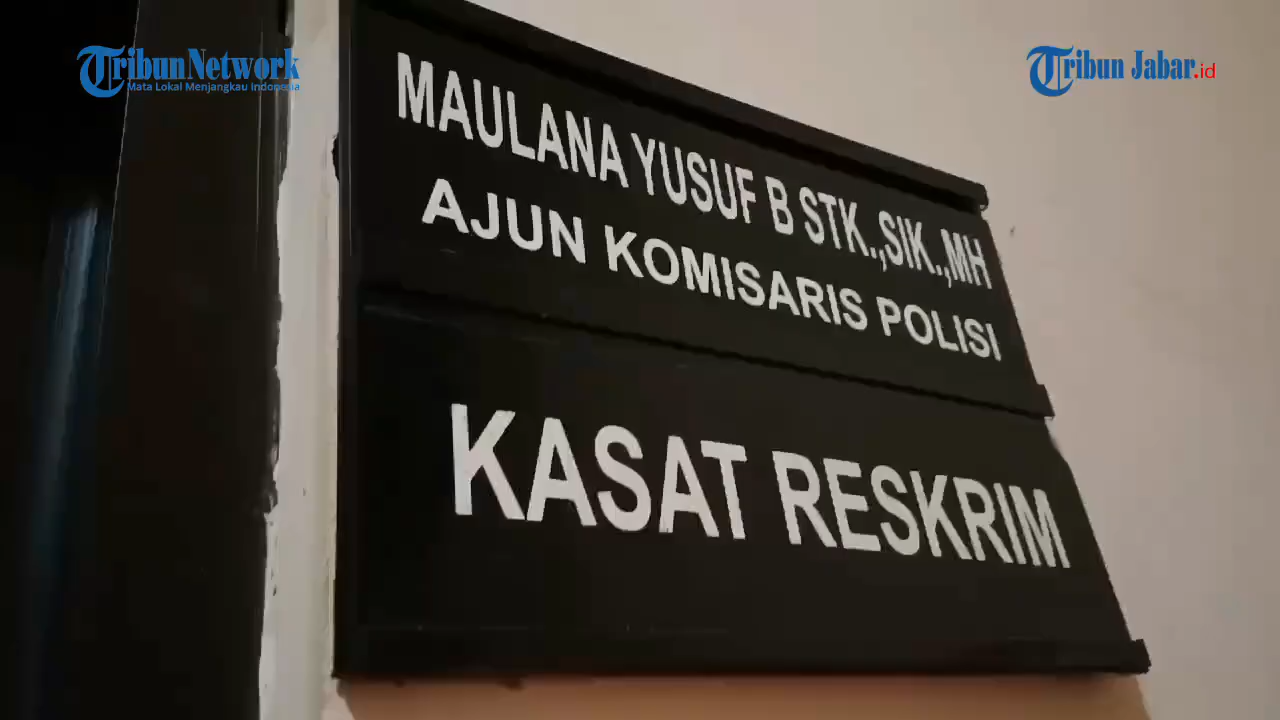 TribunNetwork
Mata Lokal Menjangkau Indonesia
Tribun Jabar.id
MAULANA YUSUF B STK.,SIK.,MH
AJUN KOMISARIS POLISI
KASAT RESKRIM